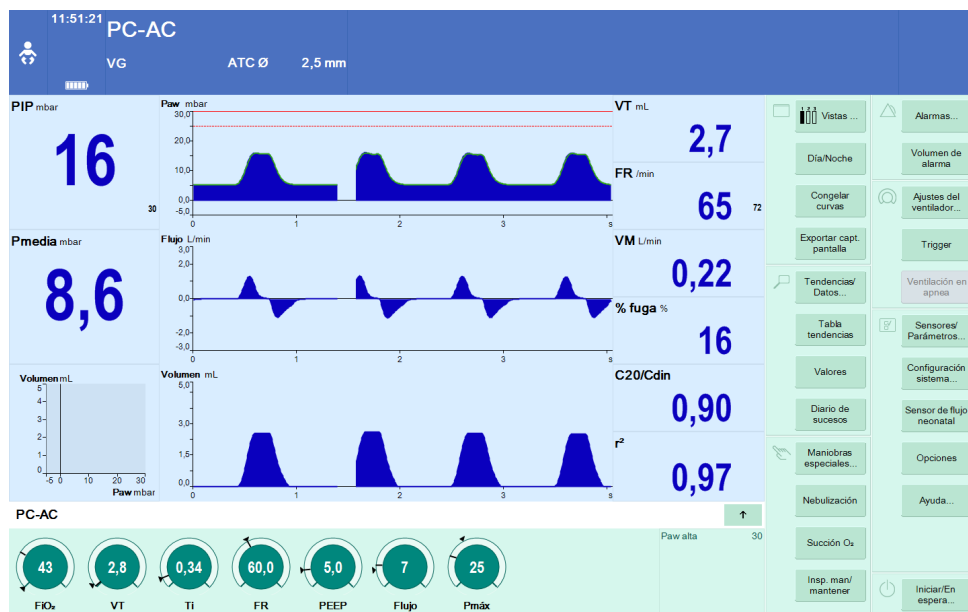 11:51:21
PC-AC
VG ATC Ø 2,5 mm
PIP mbar
16
30
Pmedia mbar
8,6
Volumen mL
5
4
3
2
1
0
-5 0 10 20 30
Paw mbar
Paw mbar
30,0
20,0
10,0
0,0
-5,0
0 1 2 3 s
Flujo L/min
3,0
2,0
0,0
-2,0
-3,0
0 1 2 3 s
Volumen mL
5,0
3,0
1,5
0,0
0 1 2 3 s
VT mL
2,7
FR /min
65 72
VM L/min
0,22
% fuga %
16
C20/Cdin
0,90
r²
0,97
Vistas ...
Día/Noche
Congelar
curvas
Exportar capt.
pantalla
Tendencias/
Datos...
Tabla
tendencias
Valores
Diario de
sucesos
Maniobras
especiales...
Nebulización
Succión O₂
Insp. man/
mantener
Alarmas...
Volumen de
alarma
Ajustes del
ventilador...
Trigger
Ventilación en
apnea
Sensores/
Parámetros...
Configuración
sistema...
Sensor de flujo
neonatal
Opciones
Ayuda...
Iniciar/En
espera...
PC-AC
43 2,8 0,34 60,0 5,0 7 25
FiO₂ VT Ti FR PEEP Flujo Pmáx
Paw alta 30